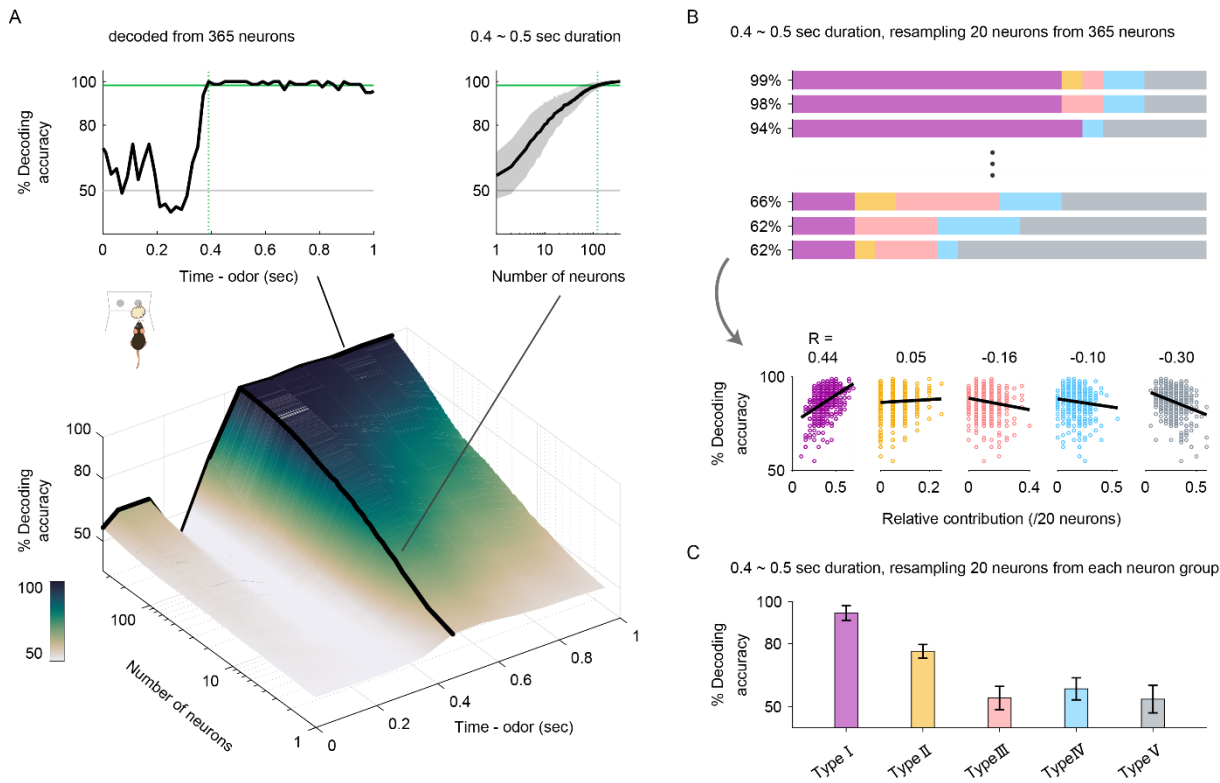 A
decoded from 365 neurons
0.4 ~ 0.5 sec duration
% Decoding
accuracy
100
80
50
0
0.2
0.4
0.6
0.8
1
Time - odor (sec)
1
10
100
Number of neurons
% Decoding
accuracy
100
80
50
100
50
100
10
1
Number of neurons
0
0.2
0.4
0.6
0.8
1
Time - odor (sec)
B
0.4 ~ 0.5 sec duration, resampling 20 neurons from 365 neurons
99%
98%
94%
66%
62%
62%
R =
0.44
0.05
-0.16
-0.10
-0.30
% Decoding
accuracy
100
50
0
0.5
0
0.2
0
0.4
0
0.5
0
0.5
Relative contribution (/20 neurons)
C
0.4 ~ 0.5 sec duration, resampling 20 neurons from each neuron group
% Decoding
accuracy
100
80
50
Type Ⅰ
Type Ⅱ
Type Ⅲ
Type Ⅳ
Type Ⅴ